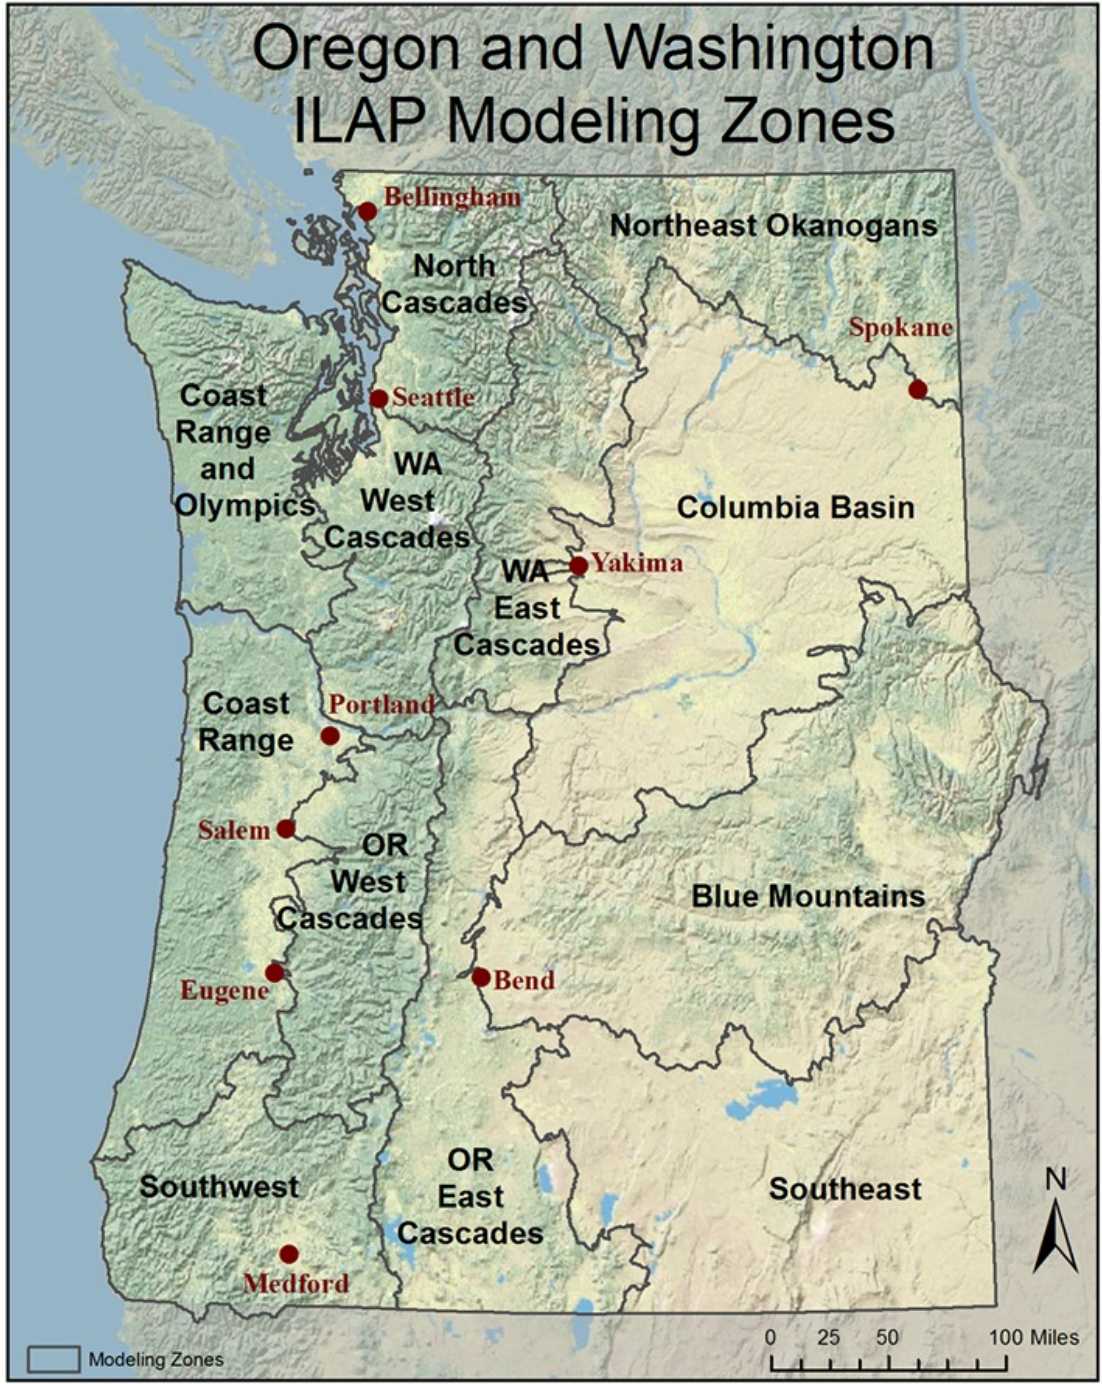 Oregon and Washington
ILAP Modeling Zones
Bellingham
Northeast Okanogans
North
Cascades
Spokane
Coast
Range
and
Olympics
Seattle
WA
West
Cascades
Columbia Basin
Yakima
WA
East
Cascades
Coast
Range
Portland
Salem
OR
West
Cascades
Blue Mountains
Eugene
Bend
Southwest
OR
East
Cascades
Southeast
N
Medford
0 25 50 100 Miles
Modeling Zones